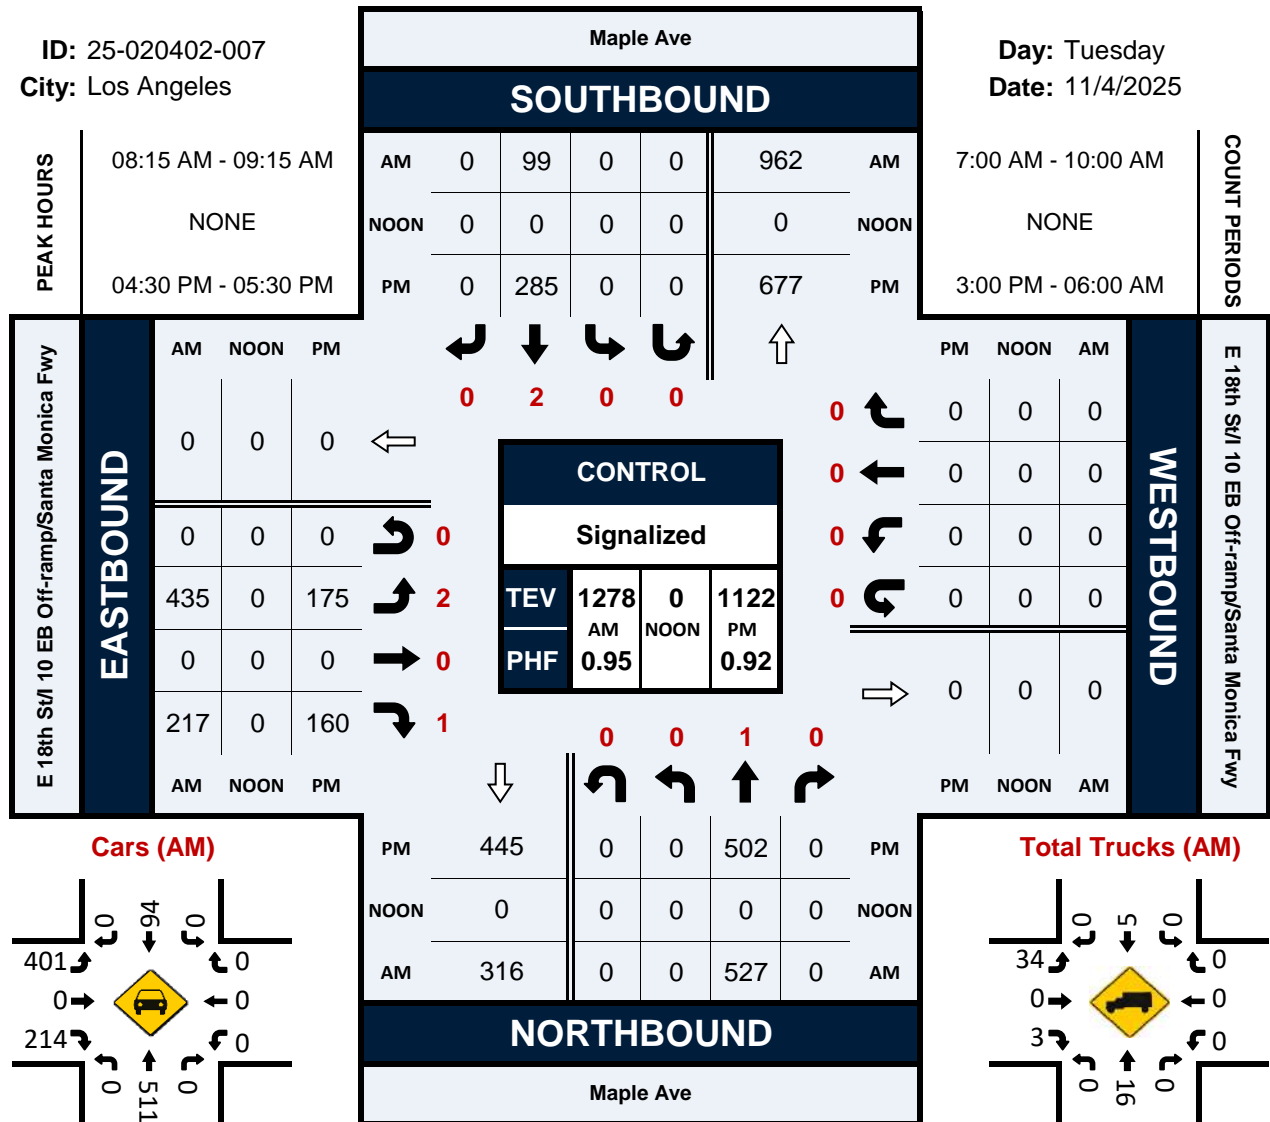 Maple Ave
ID: 25-020402-007
Day: Tuesday
City: Los Angeles
Date: 11/4/2025
SOUTHBOUND
PEAK HOURS
08:15 AM - 09:15 AM
AM 0 99 0 0 962 AM
7:00 AM - 10:00 AM
COUNT PERIODS
NONE
NOON 0 0 0 0 0 NOON
NONE
04:30 PM - 05:30 PM
PM 0 285 0 0 677 PM
3:00 PM - 06:00 AM
E 18th St/I 10 EB Off-ramp/Santa Monica Fwy
EASTBOUND
AM NOON PM
0 0 0
0 0 0 0
435 0 175 2
0 0 0 0
217 0 160 1
AM NOON PM
0 2 0 0
CONTROL
Signalized
TEV 1278 0 1122
AM NOON PM
PHF 0.95 0.92
PM NOON AM
0 0 0 0
0 0 0 0
0 0 0 0
0 0 0 0
0 0 0
PM NOON AM
WESTBOUND
E 18th St/I 10 EB Off-ramp/Santa Monica Fwy
0 0 1 0
PM 445 0 0 502 0 PM
NOON 0 0 0 0 0 NOON
AM 316 0 0 527 0 AM
NORTHBOUND
Maple Ave
Cars (AM)
0 94 0
401 0
0 0
214 0
0 511 0
Total Trucks (AM)
0 5 0
34 0
0 0
3 0
0 16 0